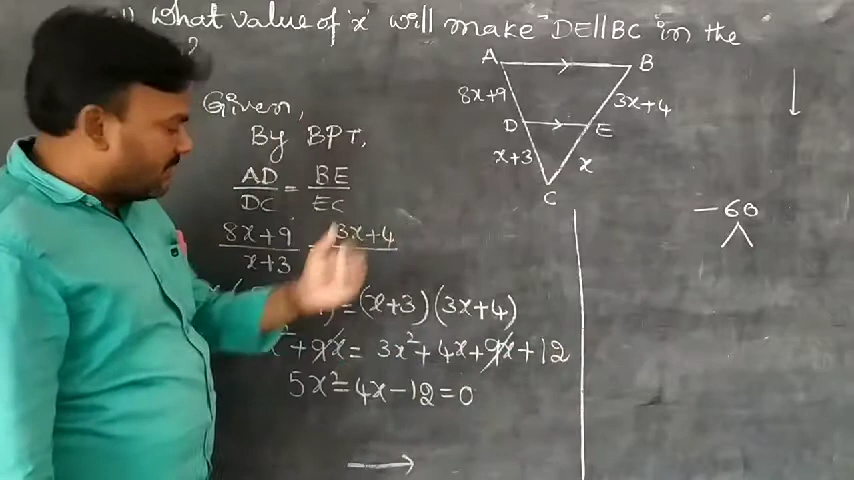 What value of 'x' will make DE||BC in the
?
Given,
By BPT,
AD/DC = BE/EC
8x+9/x+3 = 3x+4
= (x+3)(3x+4)
x² + 9x = 3x² + 4x + 9x + 12
5x² = 4x - 12 = 0
A
B
8x+9
3x+4
D
E
x+3
x
C
-60